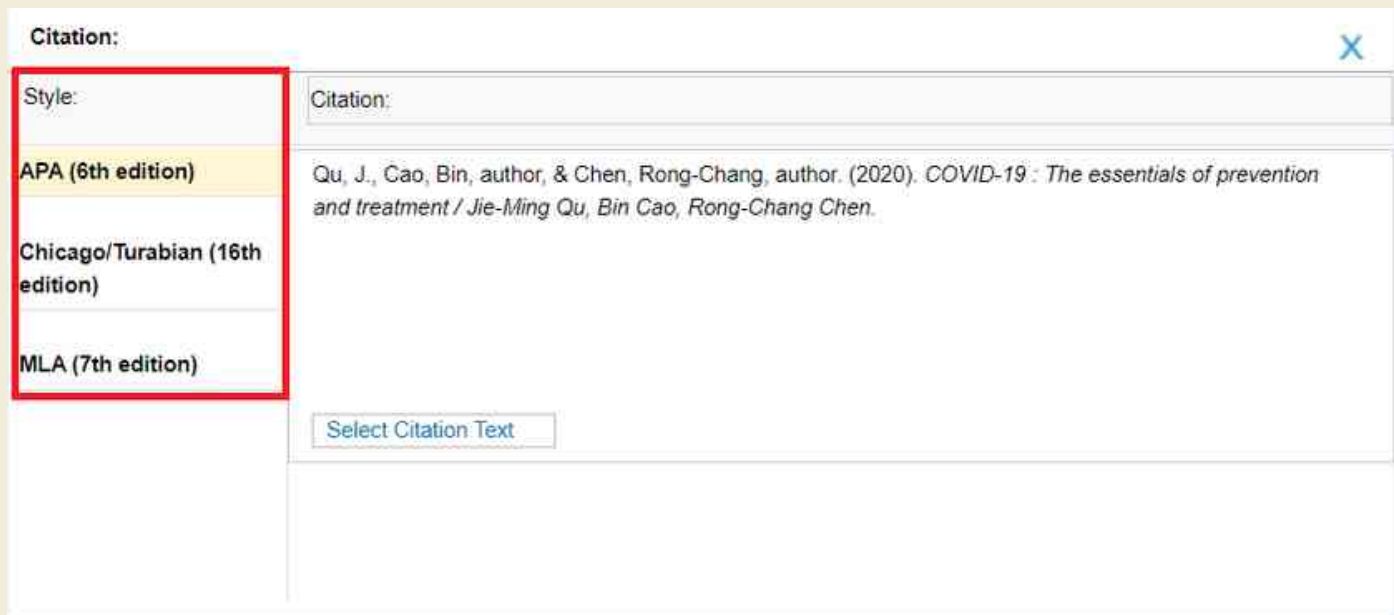 Citation:
X
Style:
Citation:
APA (6th edition)
Qu, J., Cao, Bin, author, & Chen, Rong-Chang, author. (2020). COVID-19 : The essentials of prevention
and treatment / Jie-Ming Qu, Bin Cao, Rong-Chang Chen.
Chicago/Turabian (16th
edition)
MLA (7th edition)
Select Citation Text